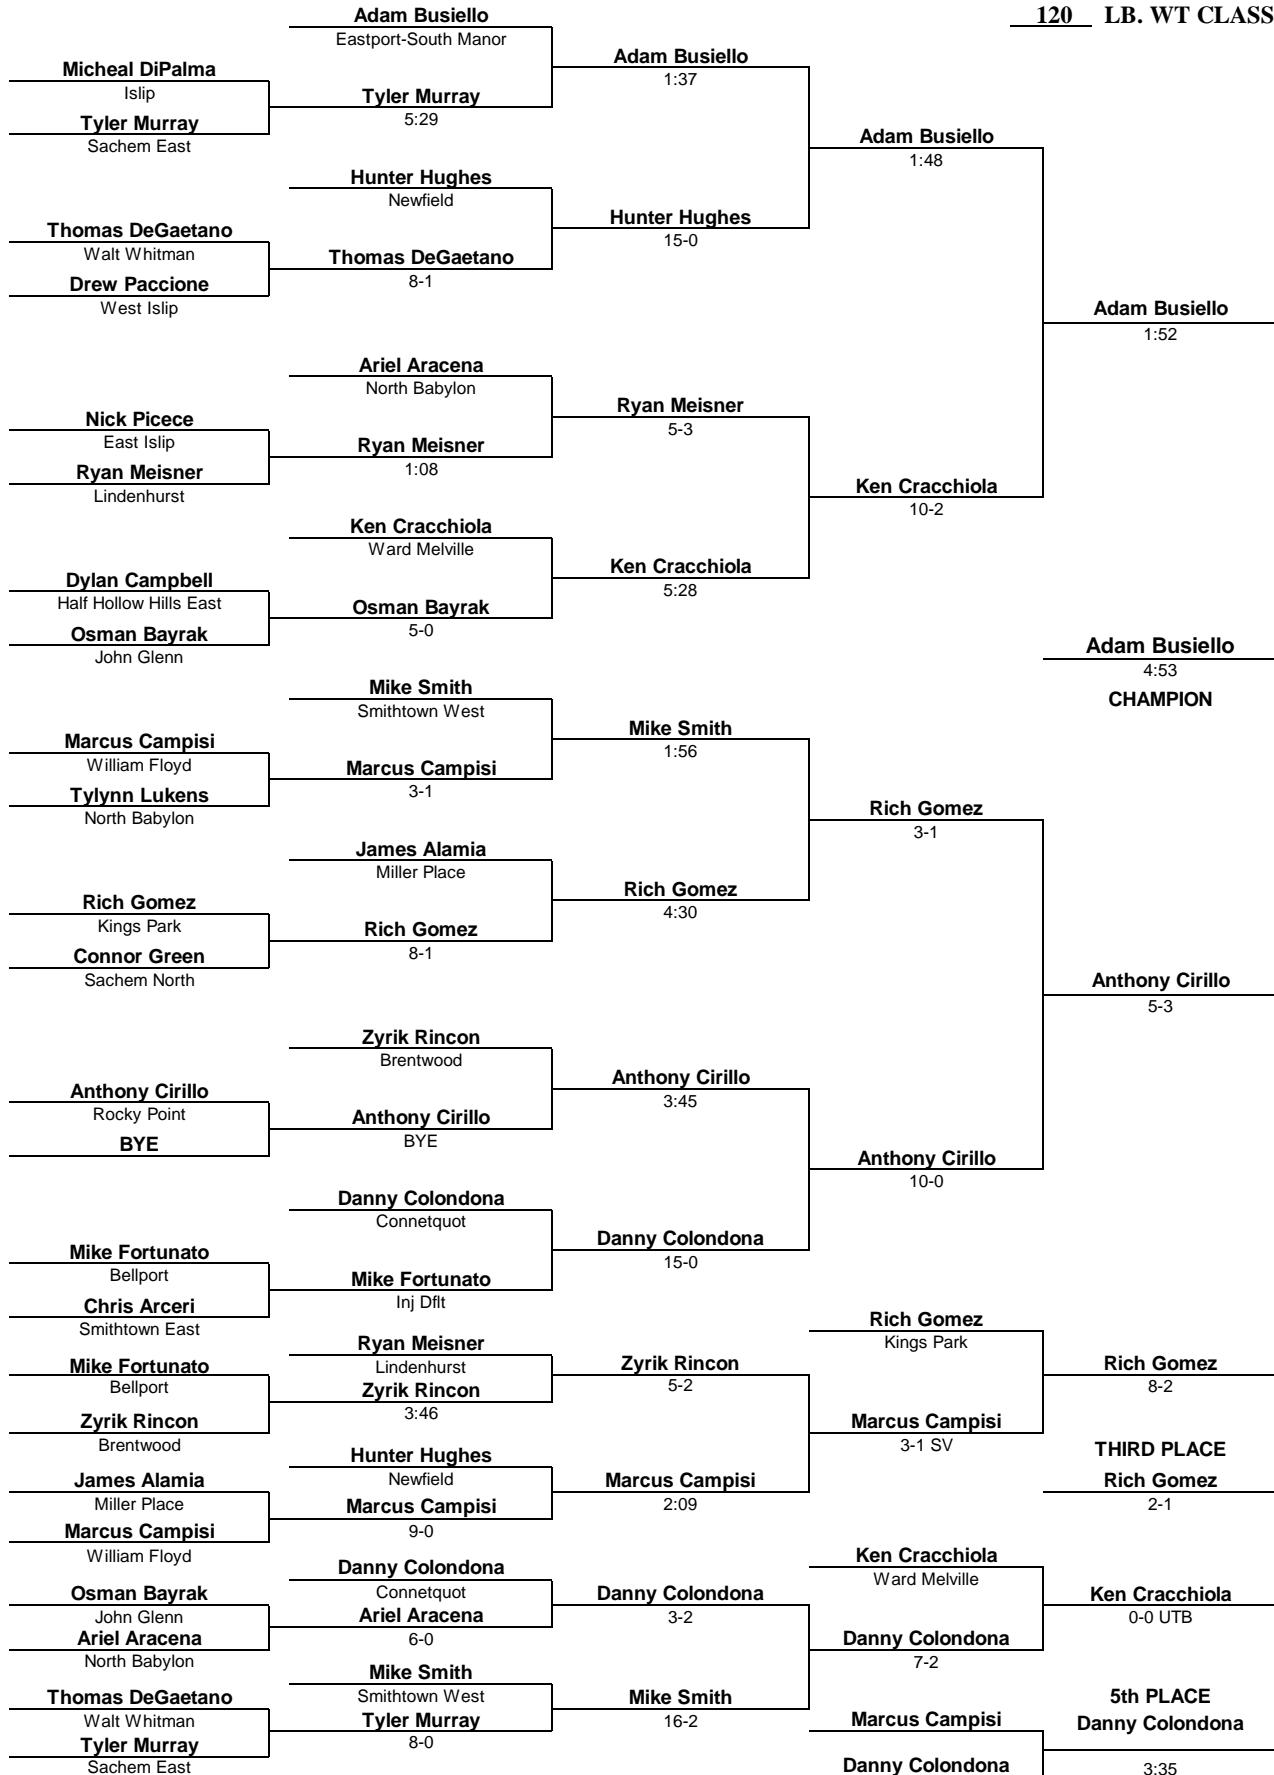 120 LB. WT CLASS
Adam Busiello
Eastport-South Manor
Micheal DiPalma
Islip
Tyler Murray
Sachem East
Tyler Murray
5:29
Adam Busiello
1:37
Hunter Hughes
Newfield
Thomas DeGaetano
Walt Whitman
Drew Paccione
West Islip
Thomas DeGaetano
8-1
Hunter Hughes
15-0
Adam Busiello
1:48
Ariel Aracena
North Babylon
Nick Picece
East Islip
Ryan Meisner
Lindenhurst
Ryan Meisner
1:08
Ryan Meisner
5-3
Ken Cracchiola
Ward Melville
Dylan Campbell
Half Hollow Hills East
Osman Bayrak
John Glenn
Osman Bayrak
5-0
Ken Cracchiola
5:28
Ken Cracchiola
10-2
Adam Busiello
1:52
Adam Busiello
4:53
CHAMPION
Mike Smith
Smithtown West
Marcus Campisi
William Floyd
Tylynn Lukens
North Babylon
Marcus Campisi
3-1
Mike Smith
1:56
James Alamia
Miller Place
Rich Gomez
Kings Park
Connor Green
Sachem North
Rich Gomez
8-1
Rich Gomez
4:30
Rich Gomez
3-1
Zyrik Rincon
Brentwood
Anthony Cirillo
Rocky Point
BYE
Anthony Cirillo
BYE
Anthony Cirillo
3:45
Danny Colondona
Connetquot
Mike Fortunato
Bellport
Chris Arceri
Smithtown East
Mike Fortunato
Inj Dflt
Danny Colondona
15-0
Anthony Cirillo
10-0
Anthony Cirillo
5-3
Mike Fortunato
Bellport
Zyrik Rincon
Brentwood
Ryan Meisner
Lindenhurst
Zyrik Rincon
3:46
Zyrik Rincon
5-2
James Alamia
Miller Place
Marcus Campisi
William Floyd
Hunter Hughes
Newfield
Marcus Campisi
9-0
Marcus Campisi
2:09
Rich Gomez
Kings Park
Marcus Campisi
3-1 SV
Rich Gomez
8-2
THIRD PLACE
Rich Gomez
2-1
Osman Bayrak
John Glenn
Ariel Aracena
North Babylon
Danny Colondona
Connetquot
Ariel Aracena
6-0
Danny Colondona
3-2
Thomas DeGaetano
Walt Whitman
Tyler Murray
Sachem East
Mike Smith
Smithtown West
Tyler Murray
8-0
Mike Smith
16-2
Ken Cracchiola
Ward Melville
Danny Colondona
7-2
Ken Cracchiola
0-0 UTB
Marcus Campisi
Danny Colondona
5th PLACE
Danny Colondona
3:35